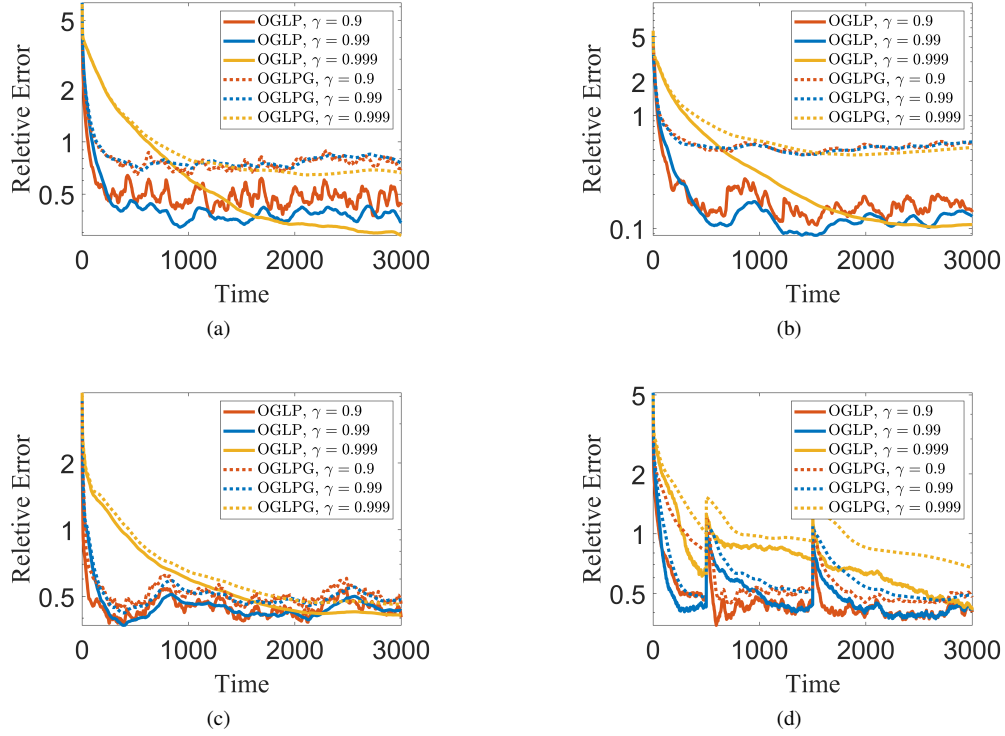 Reletive Error
5
2
1
0.5
OGLP, γ = 0.9
OGLP, γ = 0.99
OGLP, γ = 0.999
OGLPG, γ = 0.9
OGLPG, γ = 0.99
OGLPG, γ = 0.999
0 1000 2000 3000
Time
(a)
Reletive Error
5
2
1
0.1
OGLP, γ = 0.9
OGLP, γ = 0.99
OGLP, γ = 0.999
OGLPG, γ = 0.9
OGLPG, γ = 0.99
OGLPG, γ = 0.999
0 1000 2000 3000
Time
(b)
Reletive Error
2
1
0.5
OGLP, γ = 0.9
OGLP, γ = 0.99
OGLP, γ = 0.999
OGLPG, γ = 0.9
OGLPG, γ = 0.99
OGLPG, γ = 0.999
0 1000 2000 3000
Time
(c)
Reletive Error
5
2
1
0.5
OGLP, γ = 0.9
OGLP, γ = 0.99
OGLP, γ = 0.999
OGLPG, γ = 0.9
OGLPG, γ = 0.99
OGLPG, γ = 0.999
0 1000 2000 3000
Time
(d)